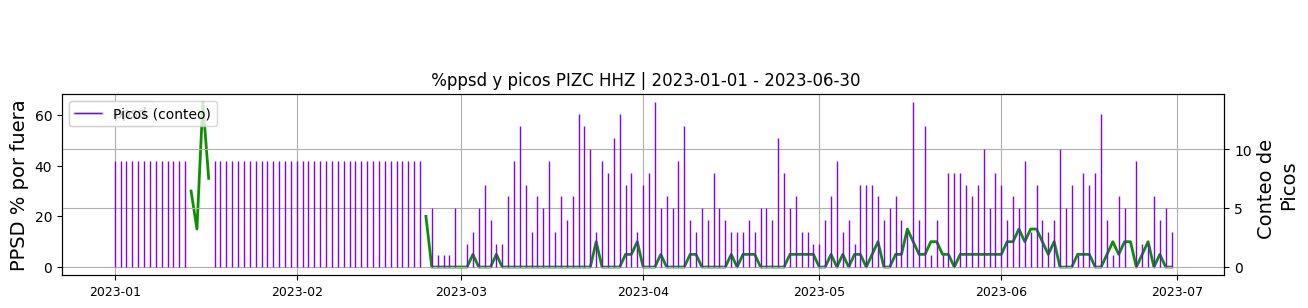 %ppsd y picos PIZC HHZ | 2023-01-01 - 2023-06-30
PPSD % por fuera
60
40
20
0
Picos (conteo)
10
5
0
Conteo de
Picos
2023-01
2023-02
2023-03
2023-04
2023-05
2023-06
2023-07